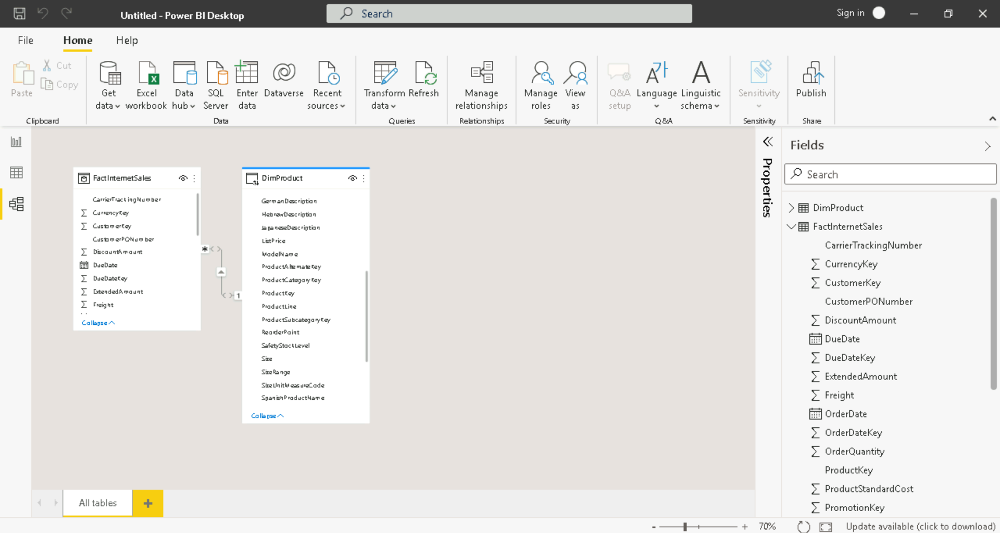 Untitled - Power BI Desktop
Search
Sign in
File
Home
Help
Paste
Cut
Copy
Clipboard
Get data
Excel workbook
Data hub
SQL Server
Enter data
Dataverse
Recent sources
Data
Transform data
Refresh
Queries
Manage relationships
Relationships
Manage roles
View as
Security
Q&A setup
Language
Linguistic schema
Q&A
Sensitivity
Sensitivity
Publish
Share
FactInternetSales
CarrierTrackingNumber
CurrencyKey
CustomerKey
CustomerPONumber
DiscountAmount
DueDate
DueDateKey
ExtendedAmount
Freight
Collapse
*
1
DimProduct
GermanDescription
HebrewDescription
JapaneseDescription
ListPrice
ModelName
ProductAlternateKey
ProductCategoryKey
ProductKey
ProductLine
ProductSubcategoryKey
ReorderPoint
SafetyStockLevel
Size
SizeRange
SizeUnitMeasureCode
SpanishProductName
Collapse
Properties
Fields
Search
DimProduct
FactInternetSales
CarrierTrackingNumber
CurrencyKey
CustomerKey
CustomerPONumber
DiscountAmount
DueDate
DueDateKey
ExtendedAmount
Freight
OrderDate
OrderDateKey
OrderQuantity
ProductKey
ProductStandardCost
PromotionKey
All tables
70%
Update available (click to download)